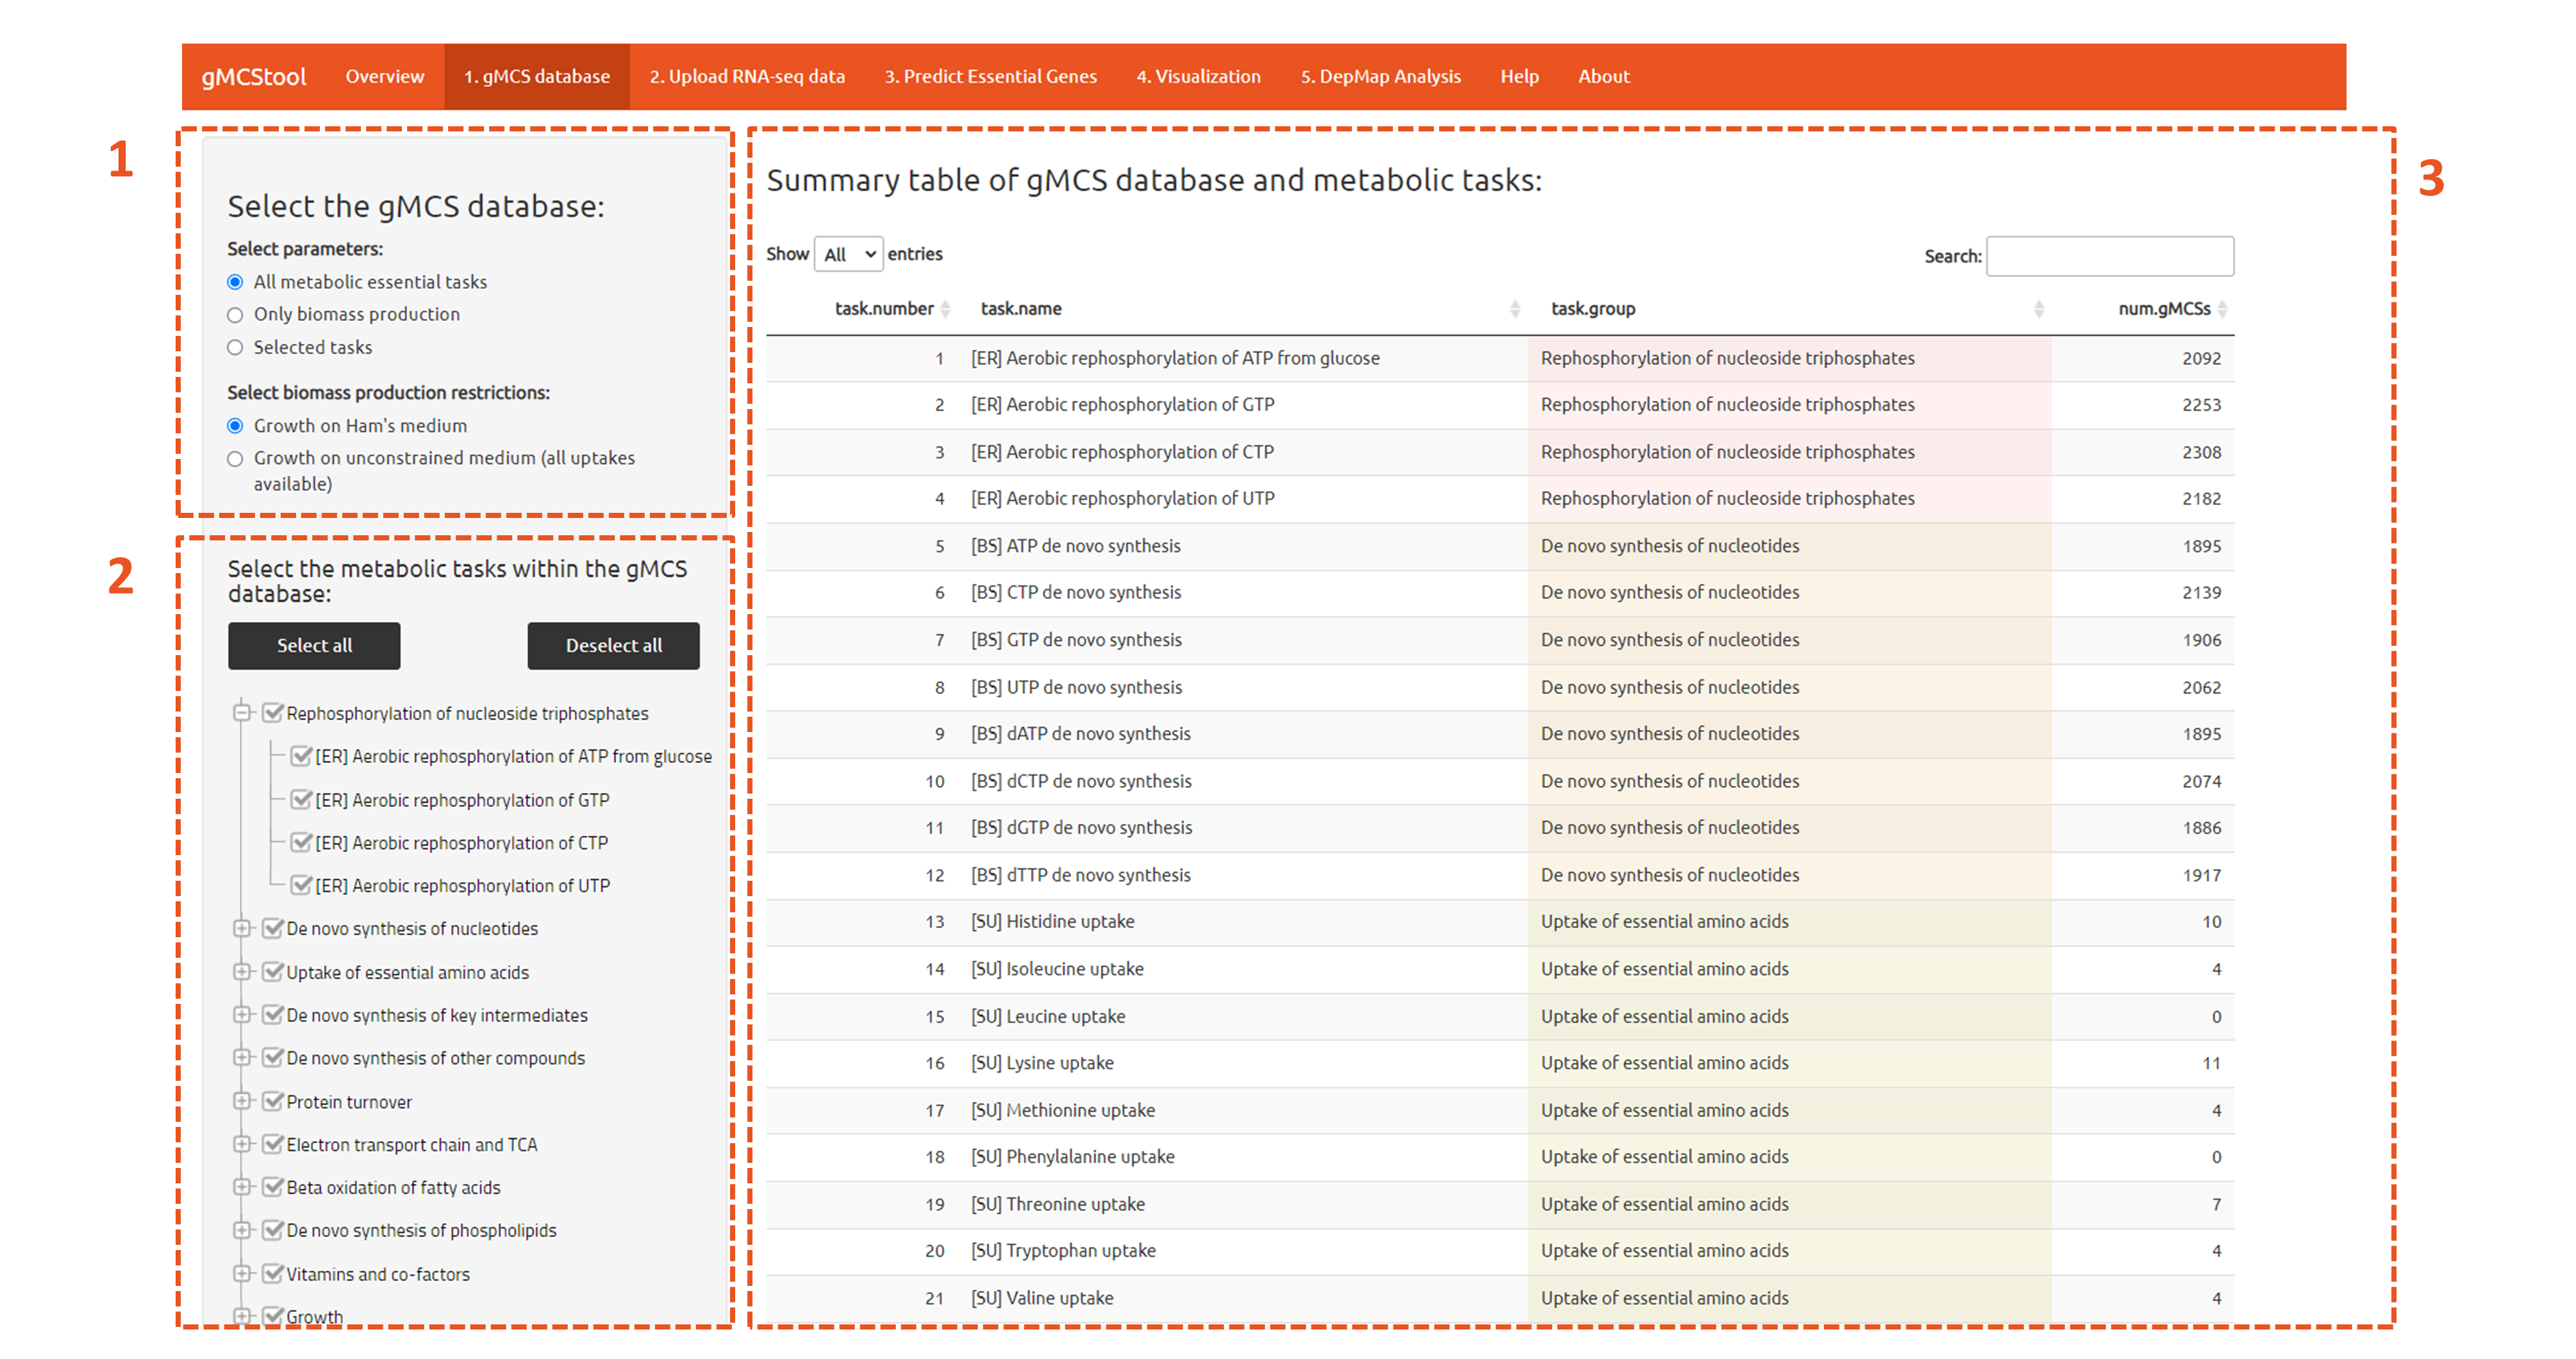 gMCStool Overview 1. gMCS database 2. Upload RNA-seq data 3. Predict Essential Genes 4. Visualization 5. DepMap Analysis Help About
1
Select the gMCS database:
Select parameters:
All metabolic essential tasks
Only biomass production
Selected tasks
Select biomass production restrictions:
Growth on Ham's medium
Growth on unconstrained medium (all uptakes
available)
2
Select the metabolic tasks within the gMCS
database:
Select all Deselect all
Rephosphorylation of nucleoside triphosphates
[ER] Aerobic rephosphorylation of ATP from glucose
[ER] Aerobic rephosphorylation of GTP
[ER] Aerobic rephosphorylation of CTP
[ER] Aerobic rephosphorylation of UTP
De novo synthesis of nucleotides
Uptake of essential amino acids
De novo synthesis of key intermediates
De novo synthesis of other compounds
Protein turnover
Electron transport chain and TCA
Beta oxidation of fatty acids
De novo synthesis of phospholipids
Vitamins and co-factors
Growth
3
Summary table of gMCS database and metabolic tasks:
Show All entries Search:
task.number task.name task.group num.gMCSs
1 [ER] Aerobic rephosphorylation of ATP from glucose Rephosphorylation of nucleoside triphosphates 2092
2 [ER] Aerobic rephosphorylation of GTP Rephosphorylation of nucleoside triphosphates 2253
3 [ER] Aerobic rephosphorylation of CTP Rephosphorylation of nucleoside triphosphates 2308
4 [ER] Aerobic rephosphorylation of UTP Rephosphorylation of nucleoside triphosphates 2182
5 [BS] ATP de novo synthesis De novo synthesis of nucleotides 1895
6 [BS] CTP de novo synthesis De novo synthesis of nucleotides 2139
7 [BS] GTP de novo synthesis De novo synthesis of nucleotides 1906
8 [BS] UTP de novo synthesis De novo synthesis of nucleotides 2062
9 [BS] dATP de novo synthesis De novo synthesis of nucleotides 1895
10 [BS] dCTP de novo synthesis De novo synthesis of nucleotides 2074
11 [BS] dGTP de novo synthesis De novo synthesis of nucleotides 1886
12 [BS] dTTP de novo synthesis De novo synthesis of nucleotides 1917
13 [SU] Histidine uptake Uptake of essential amino acids 10
14 [SU] Isoleucine uptake Uptake of essential amino acids 4
15 [SU] Leucine uptake Uptake of essential amino acids 0
16 [SU] Lysine uptake Uptake of essential amino acids 11
17 [SU] Methionine uptake Uptake of essential amino acids 4
18 [SU] Phenylalanine uptake Uptake of essential amino acids 0
19 [SU] Threonine uptake Uptake of essential amino acids 7
20 [SU] Tryptophan uptake Uptake of essential amino acids 4
21 [SU] Valine uptake Uptake of essential amino acids 4